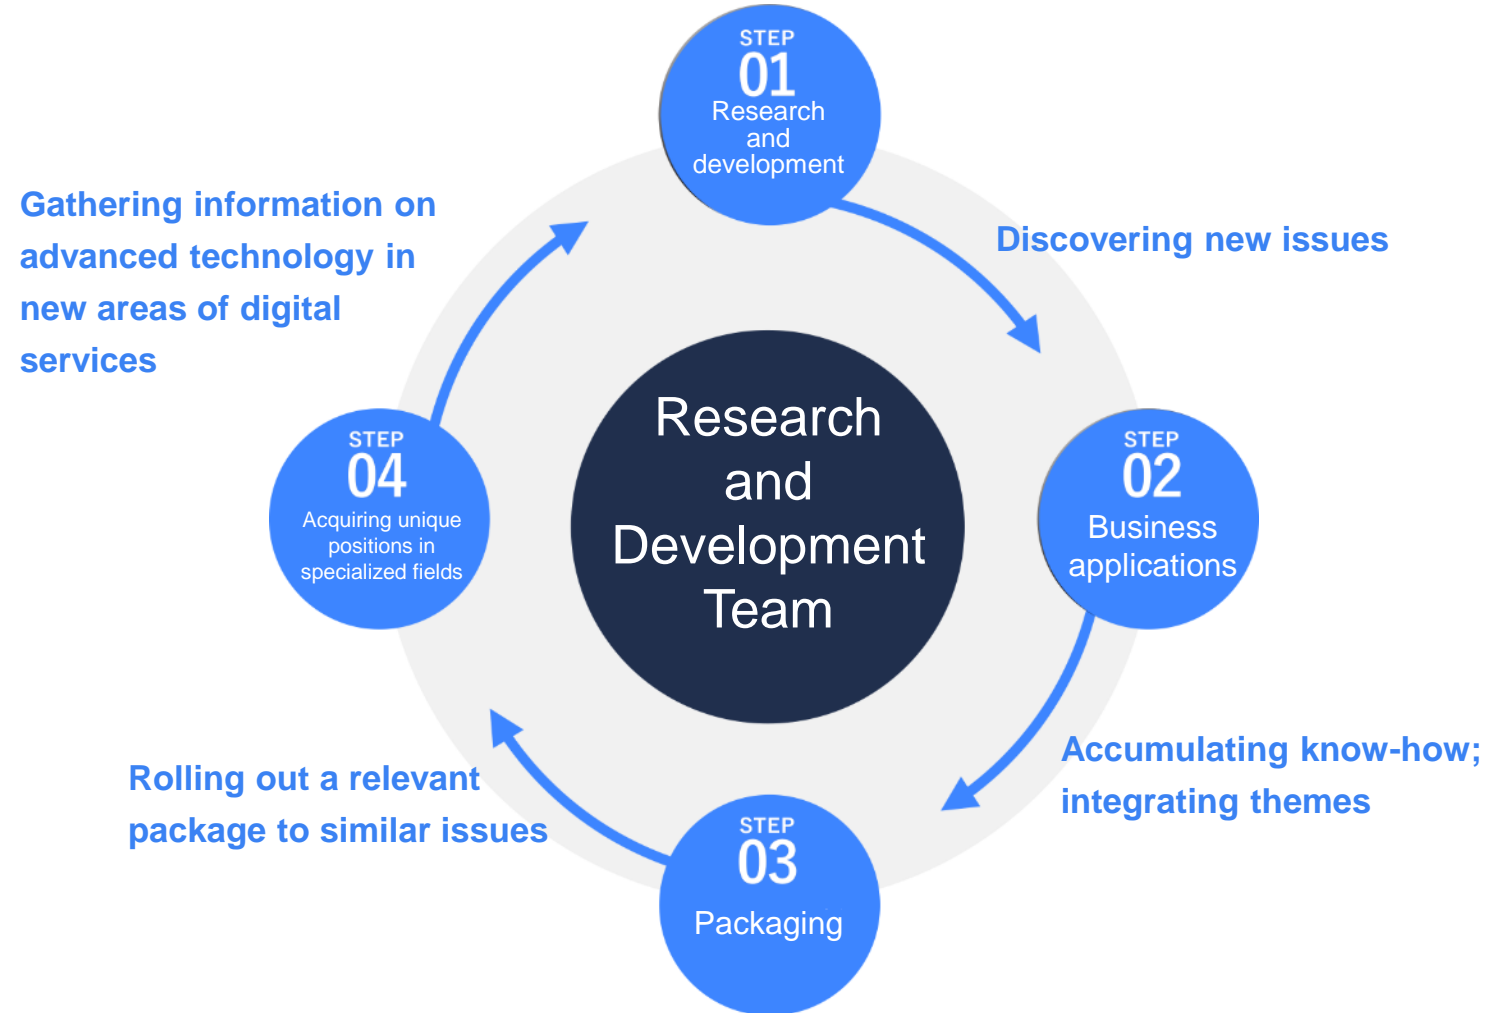 STEP
01
Research
and
development
Discovering new issues
Gathering information on
advanced technology in
new areas of digital
services
Research
and
Development
Team
STEP
02
Business
applications
STEP
04
Acquiring unique
positions in
specialized fields
Accumulating know-how;
integrating themes
Rolling out a relevant
package to similar issues
STEP
03
Packaging